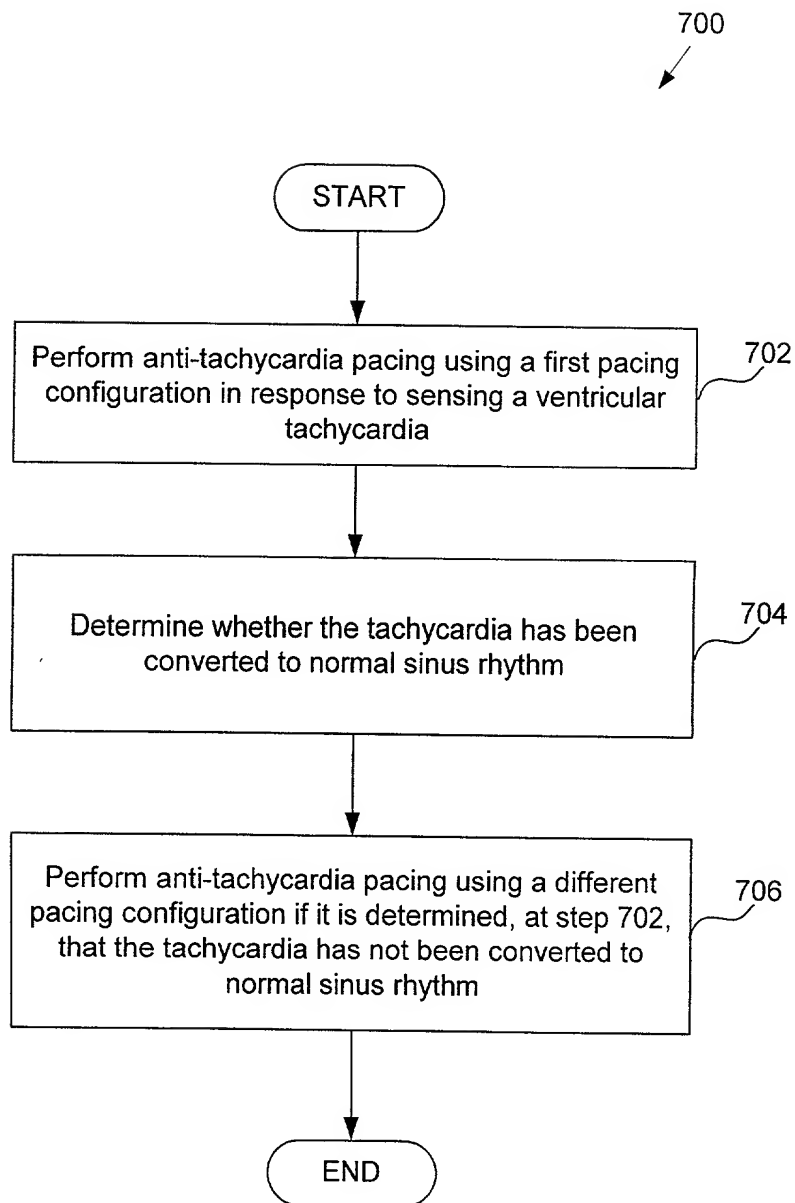 700
START
Perform anti-tachycardia pacing using a first pacing
configuration in response to sensing a ventricular
tachycardia
702
Determine whether the tachycardia has been
converted to normal sinus rhythm
704
Perform anti-tachycardia pacing using a different
pacing configuration if it is determined, at step 702,
that the tachycardia has not been converted to
normal sinus rhythm
706
END